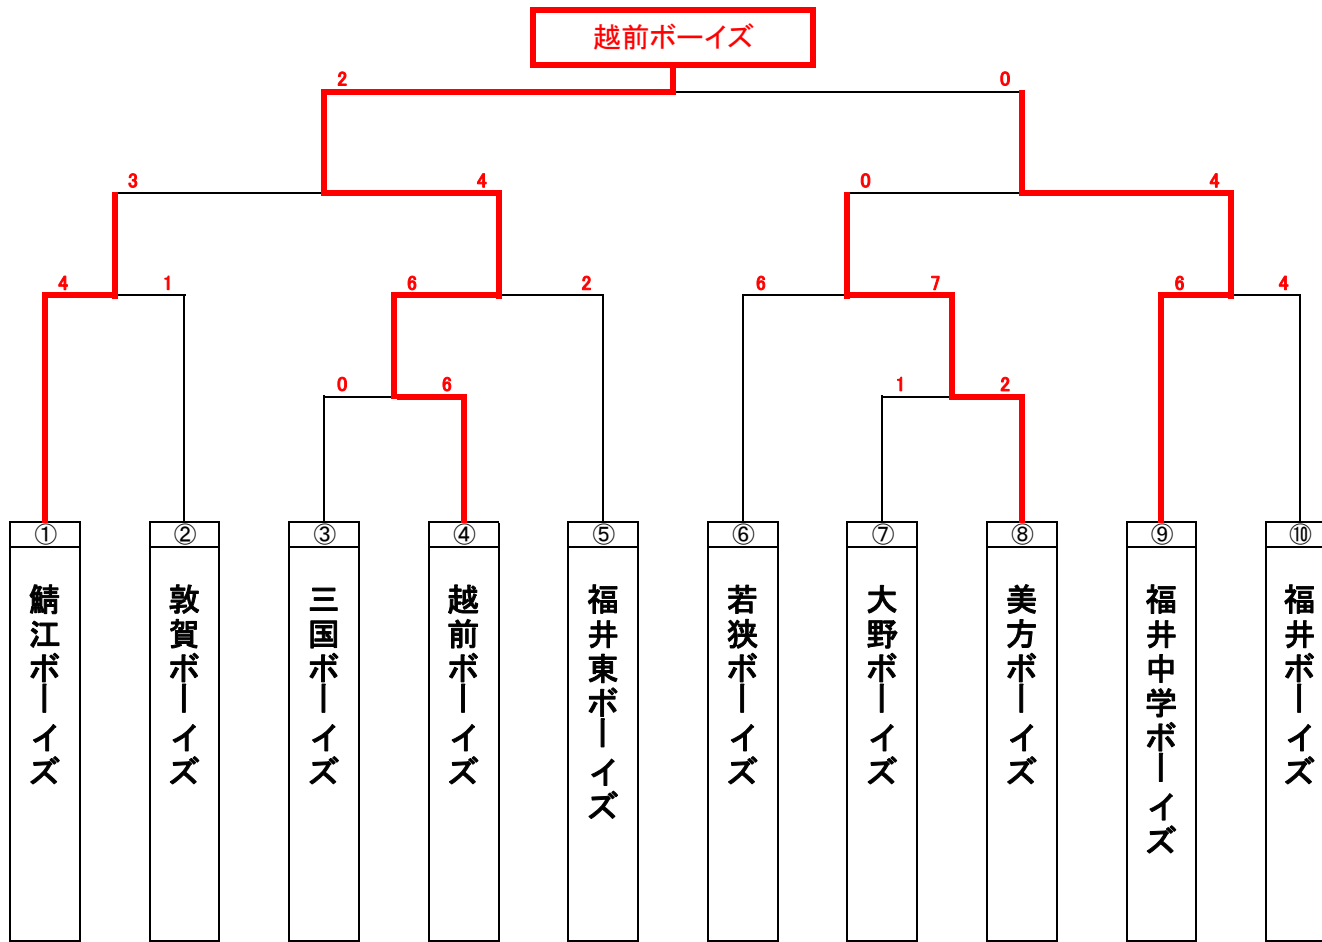 越前ボーイズ
2 0
3 4 0 4
4 1 6 2 6 7 6 4
0 6 1 2
① ② ③ ④ ⑤ ⑥ ⑦ ⑧ ⑨ ⑩
鯖江ボーイズ
敦賀ボーイズ
三国ボーイズ
越前ボーイズ
福井東ボーイズ
若狭ボーイズ
大野ボーイズ
美方ボーイズ
福井中学ボーイズ
福井ボーイズ